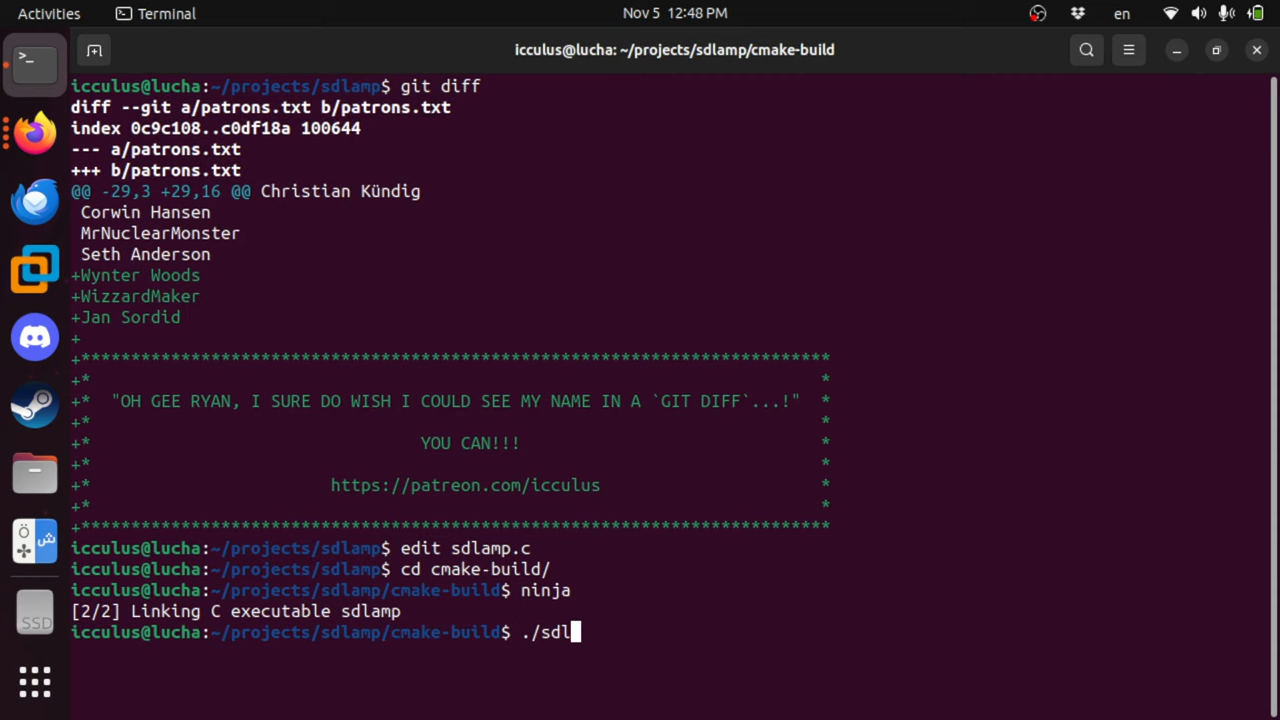 Activities Terminal Nov 5 12:48 PM en
icculus@lucha: ~/projects/sdlamp/cmake-build
icculus@lucha:~/projects/sdlamp$ git diff
diff --git a/patrons.txt b/patrons.txt
index 0c9c108..c0df18a 100644
--- a/patrons.txt
+++ b/patrons.txt
@@ -29,3 +29,16 @@ Christian Kündig
 Corwin Hansen
 MrNuclearMonster
 Seth Anderson
+Wynter Woods
+WizzardMaker
+Jan Sordid
+
+***************************************************************************
+*                                                                         *
+*  "OH GEE RYAN, I SURE DO WISH I COULD SEE MY NAME IN A `GIT DIFF`...!"  *
+*                                                                         *
+*                                 YOU CAN!!!                              *
+*                                                                         *
+*                        https://patreon.com/icculus                      *
+*                                                                         *
+***************************************************************************
icculus@lucha:~/projects/sdlamp$ edit sdlamp.c
icculus@lucha:~/projects/sdlamp$ cd cmake-build/
icculus@lucha:~/projects/sdlamp/cmake-build$ ninja
[2/2] Linking C executable sdlamp
icculus@lucha:~/projects/sdlamp/cmake-build$ ./sdl
Ö ش
SSD